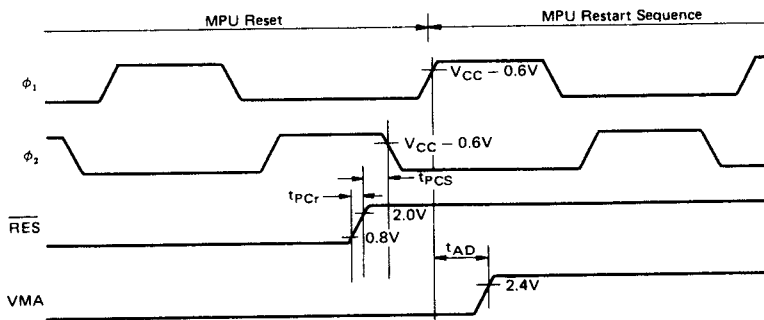 MPU Reset MPU Restart Sequence
ϕ₁ VCC − 0.6V
ϕ₂ VCC − 0.6V
tPCS
tPCr
RES 2.0V
0.8V
tAD
VMA 2.4V